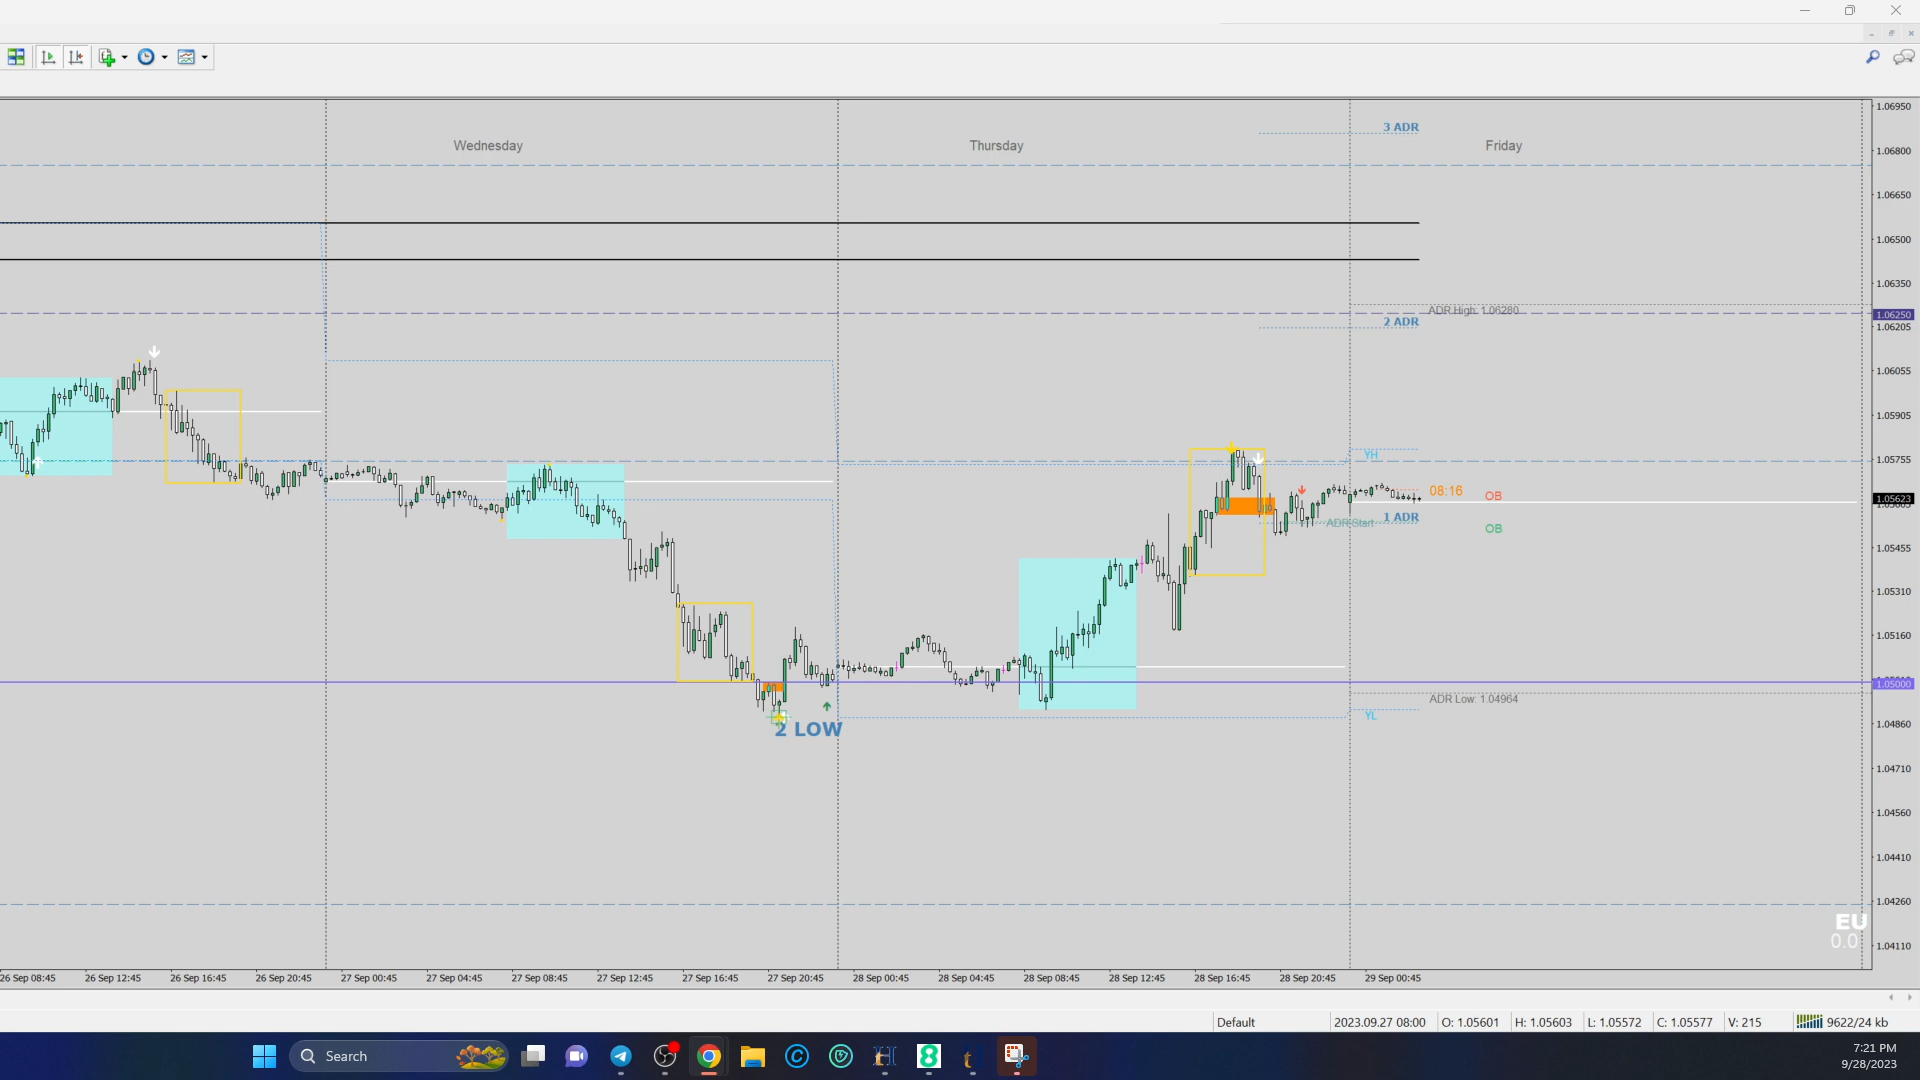 1.06950
3 ADR
Wednesday
Thursday
Friday
1.06800
1.06650
1.06500
1.06350
ADR High: 1.06280
1.06250
2 ADR
1.06205
1.06055
1.05905
YH
1.05755
08:16
OB
1.05623
1 ADR
ADR Start
OB
1.05455
1.05310
1.05160
1.05000
ADR Low: 1.04964
YL
2 LOW
1.04860
1.04710
1.04560
1.04410
1.04260
EU
0.0
1.04110
26 Sep 08:45
26 Sep 12:45
26 Sep 16:45
26 Sep 20:45
27 Sep 00:45
27 Sep 04:45
27 Sep 08:45
27 Sep 12:45
27 Sep 16:45
27 Sep 20:45
28 Sep 00:45
28 Sep 04:45
28 Sep 08:45
28 Sep 12:45
28 Sep 16:45
28 Sep 20:45
29 Sep 00:45
Default
2023.09.27 08:00
O: 1.05601
H: 1.05603
L: 1.05572
C: 1.05577
V: 215
9622/24 kb
Search
7:21 PM
9/28/2023